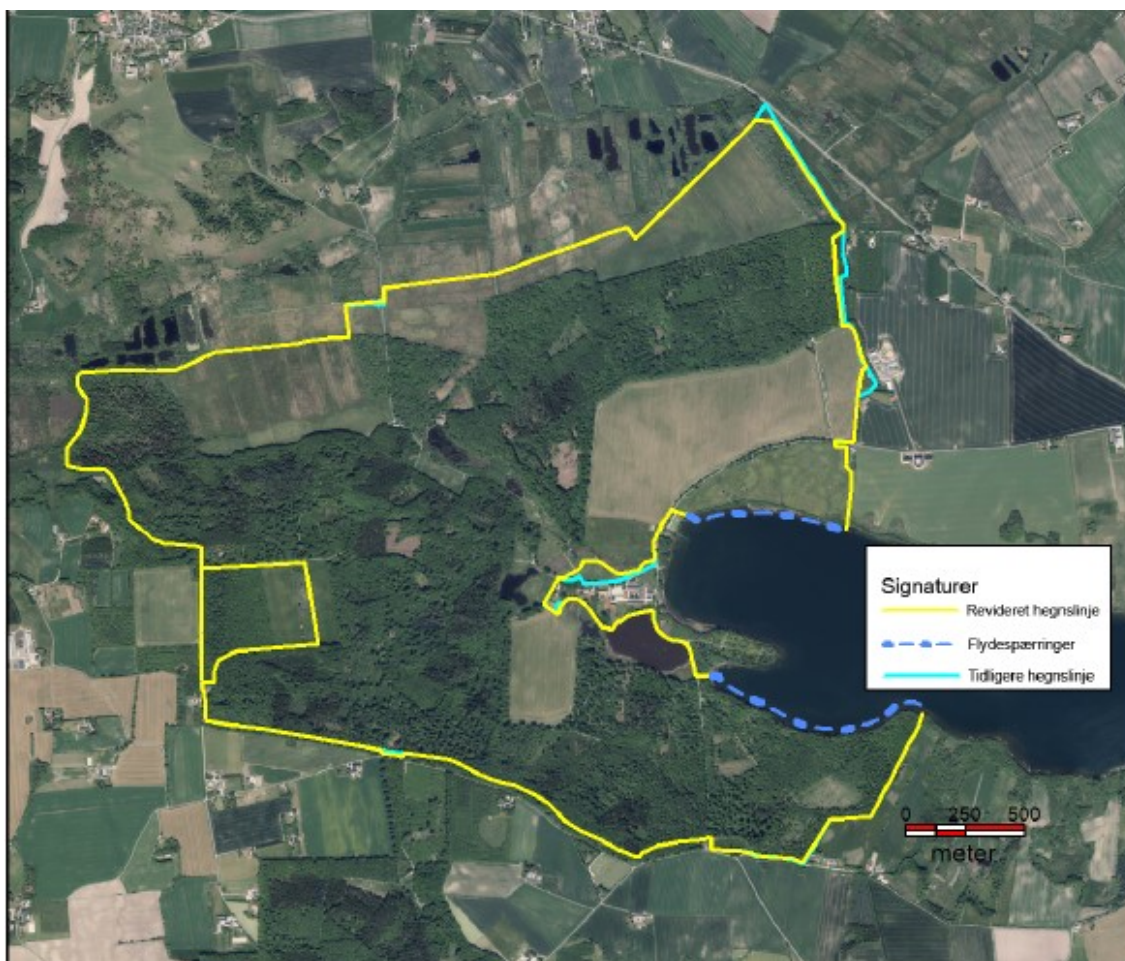 Signaturer
Revideret hegnslinje
Flydespærringer
Tidligere hegnslinje
0 250 500
meter